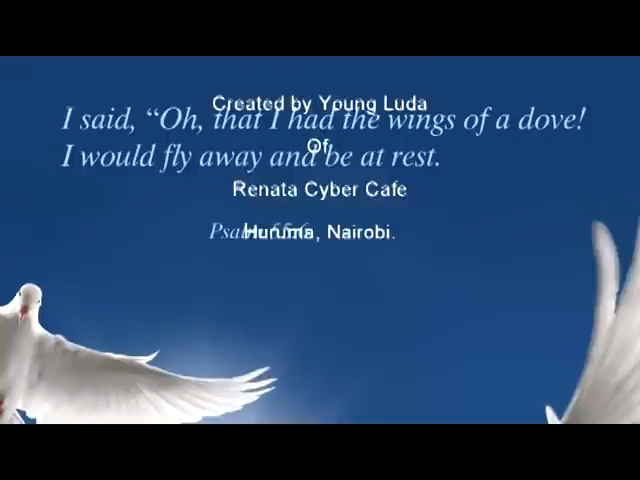 Created by Young Luda
I said, “Oh, that I had the wings of a dove!
Of
I would fly away and be at rest.
Renata Cyber Cafe
Huruma, Nairobi.